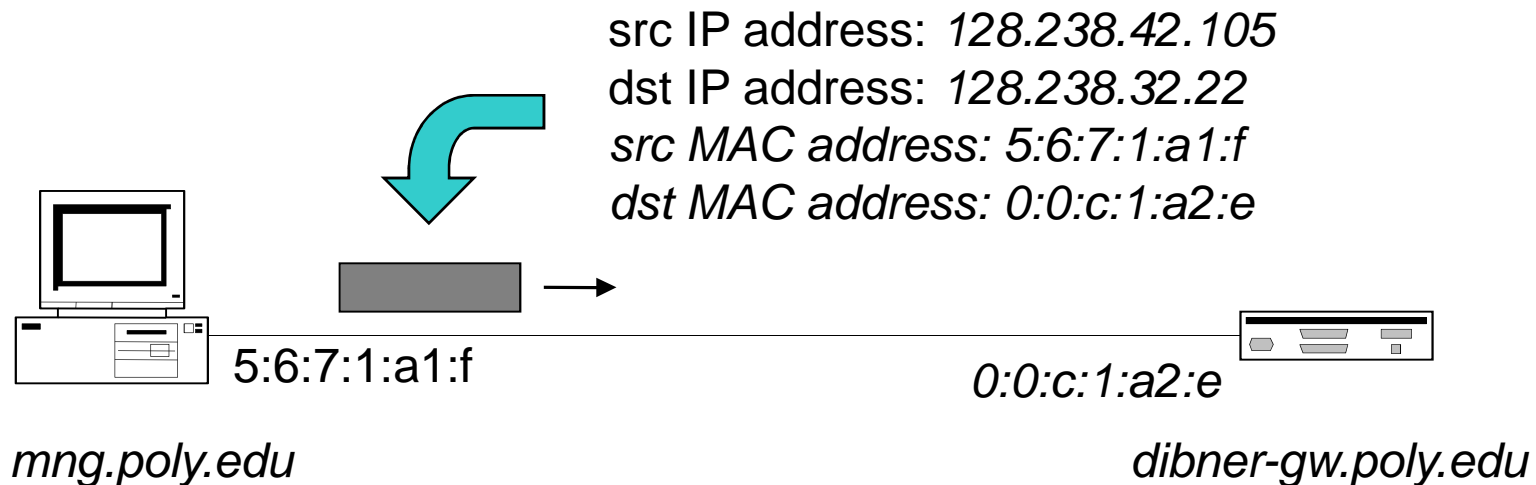 src IP address: 128.238.42.105
dst IP address: 128.238.32.22
src MAC address: 5:6:7:1:a1:f
dst MAC address: 0:0:c:1:a2:e
5:6:7:1:a1:f
0:0:c:1:a2:e
mng.poly.edu
dibner-gw.poly.edu